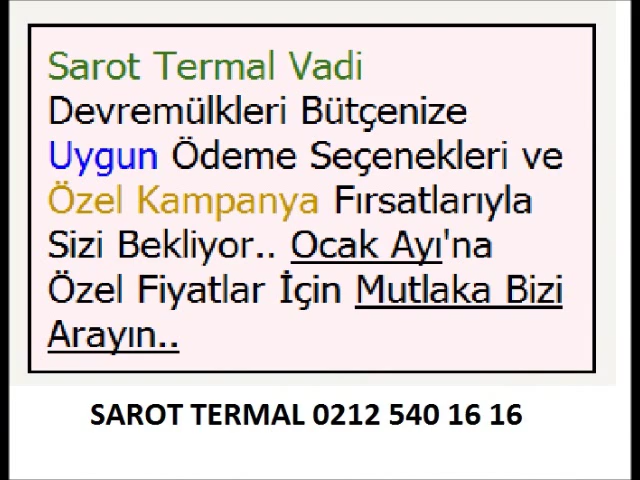 Sarot Termal Vadi
Devremülkleri Bütçenize
Uygun Ödeme Seçenekleri ve
Özel Kampanya Fırsatlarıyla
Sizi Bekliyor.. Ocak Ayı'na
Özel Fiyatlar İçin Mutlaka Bizi
Arayın..
SAROT TERMAL 0212 540 16 16